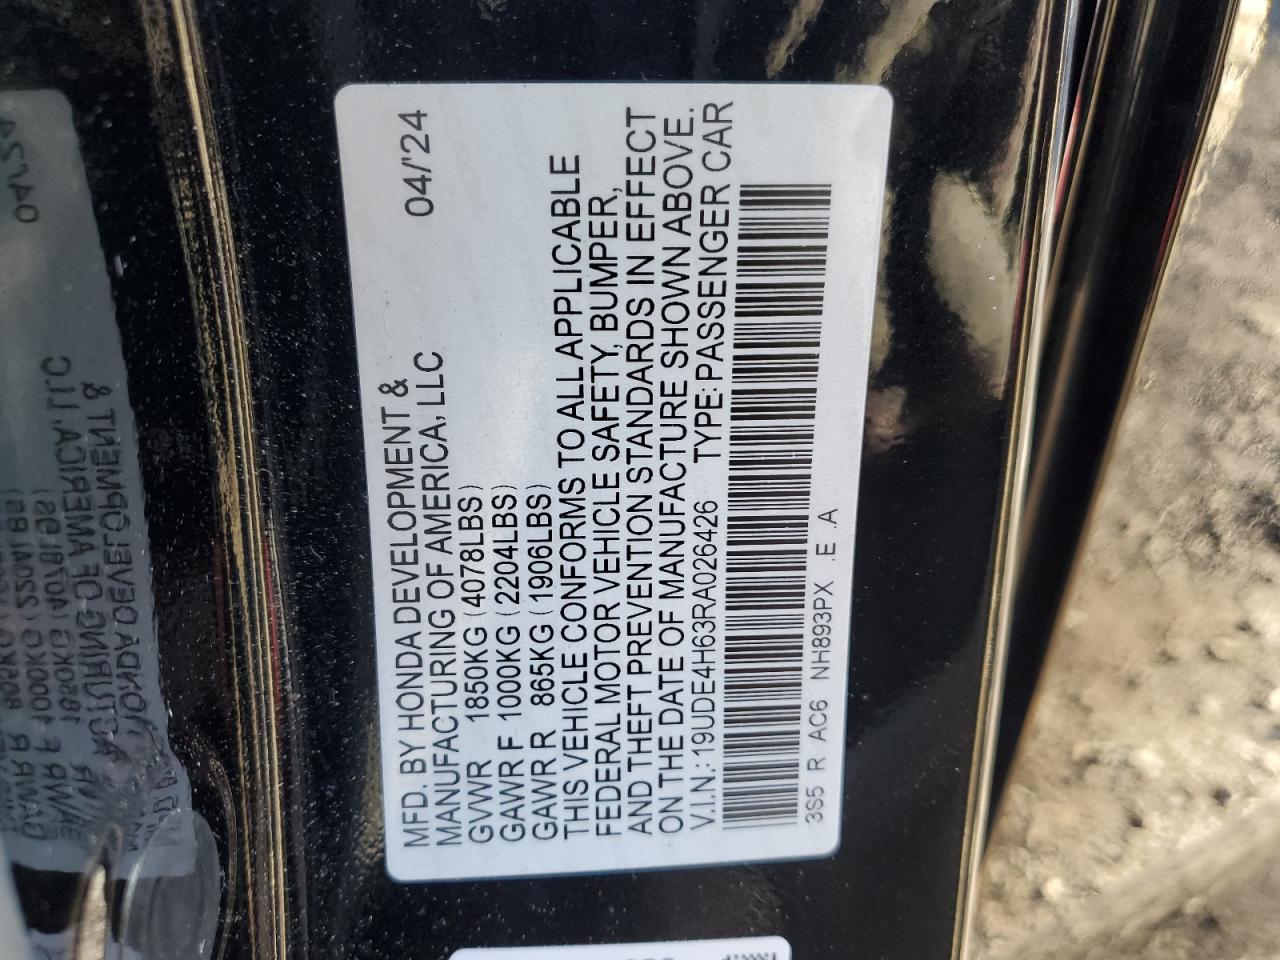 MFD. BY HONDA DEVELOPMENT & 04/'24
MANUFACTURING OF AMERICA, LLC
GVWR 1850KG (4078LBS)
GAWR F 1000KG (2204LBS)
GAWR R 865KG (1906LBS)
THIS VEHICLE CONFORMS TO ALL APPLICABLE
FEDERAL MOTOR VEHICLE SAFETY, BUMPER,
AND THEFT PREVENTION STANDARDS IN EFFECT
ON THE DATE OF MANUFACTURE SHOWN ABOVE.
V.I.N.: 19UDE4H63RA026426 TYPE: PASSENGER CAR
3S5 R AC6 NH893PX .E .A